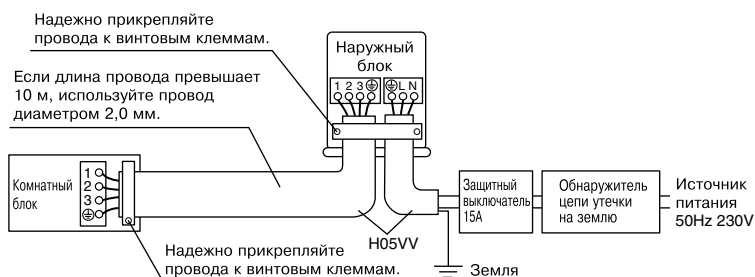 Надежно прикрепляйте
провода к винтовым клеммам.
Если длина провода превышает
10 м, используйте провод
диаметром 2,0 мм.
Наружный
блок
1 2 3
L N
Комнатный
блок
1
2
3
Надежно прикрепляйте
провода к винтовым клеммам.
H05VV
Земля
Защитный
выключатель
15A
Обнаружитель
цепи утечки
на землю
Источник
питания
50Hz 230V